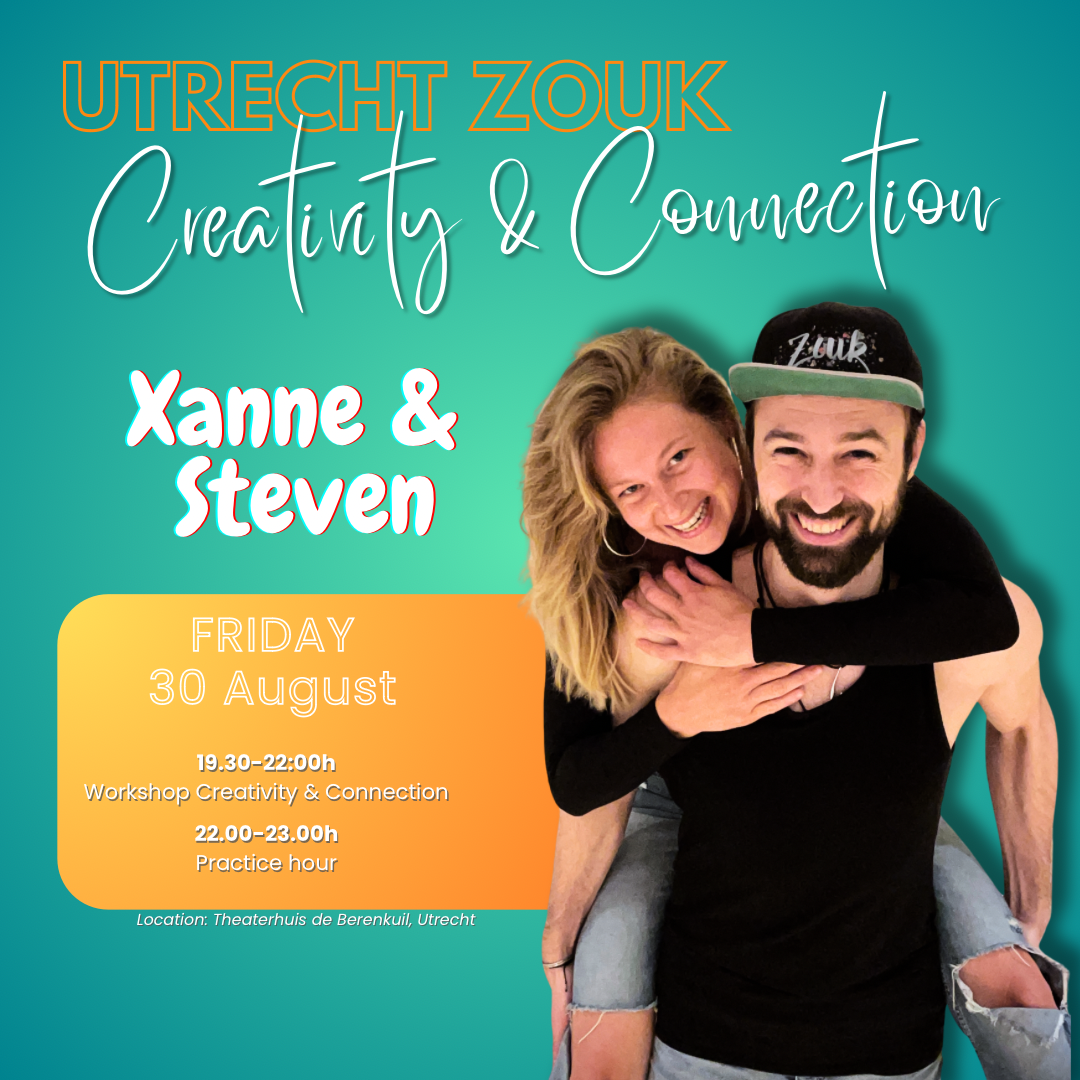 UTRECHT ZOUK
Creativity & Connection
Zouk
Xanne &
Steven
FRIDAY
30 August
19.30-22:00h
Workshop Creativity & Connection
22.00-23.00h
Practice hour
Location: Theaterhuis de Berenkuil, Utrecht